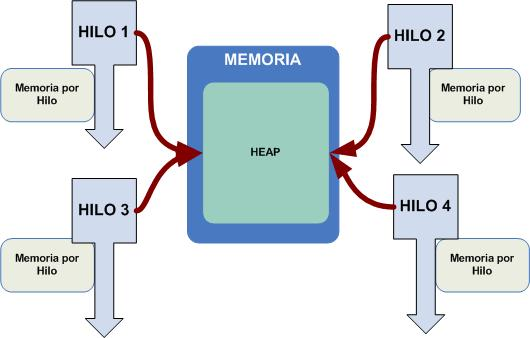 HILO 1
Memoria por
Hilo
MEMORIA
HEAP
HILO 2
Memoria por
Hilo
HILO 3
Memoria por
Hilo
HILO 4
Memoria por
Hilo